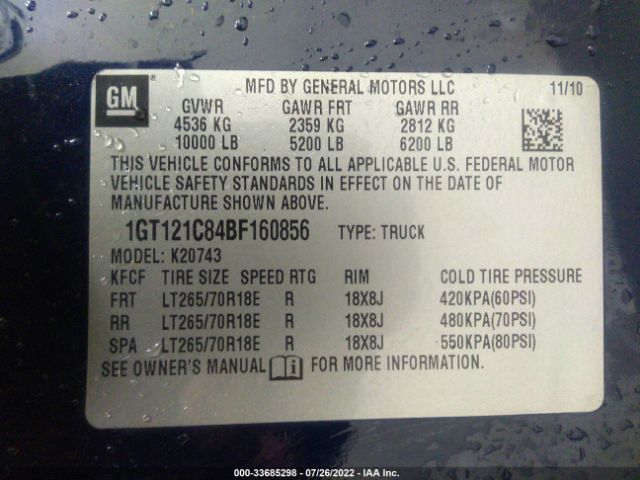 GM®
MFD BY GENERAL MOTORS LLC 11/10
GVWR GAWR FRT GAWR RR
4536 KG 2359 KG 2812 KG
10000 LB 5200 LB 6200 LB
THIS VEHICLE CONFORMS TO ALL APPLICABLE U.S. FEDERAL MOTOR
VEHICLE SAFETY STANDARDS IN EFFECT ON THE DATE OF
MANUFACTURE SHOWN ABOVE.
1GT121C84BF160856 TYPE: TRUCK
MODEL: K20743
KFCF TIRE SIZE SPEED RTG RIM COLD TIRE PRESSURE
FRT LT265/70R18E R 18X8J 420KPA(60PSI)
RR LT265/70R18E R 18X8J 480KPA(70PSI)
SPA LT265/70R18E R 18X8J 550KPA(80PSI)
SEE OWNER'S MANUAL FOR MORE INFORMATION.
000-33685298 - 07/26/2022 - IAA Inc.